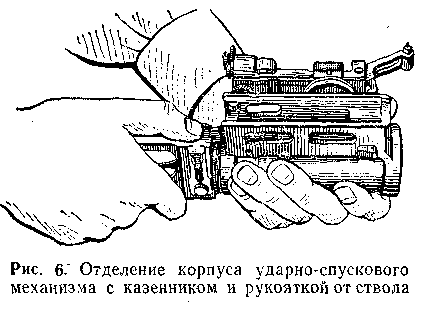 Рис. 6. Отделение корпуса ударно-спускового
механизма с казенником и рукояткой от ствола